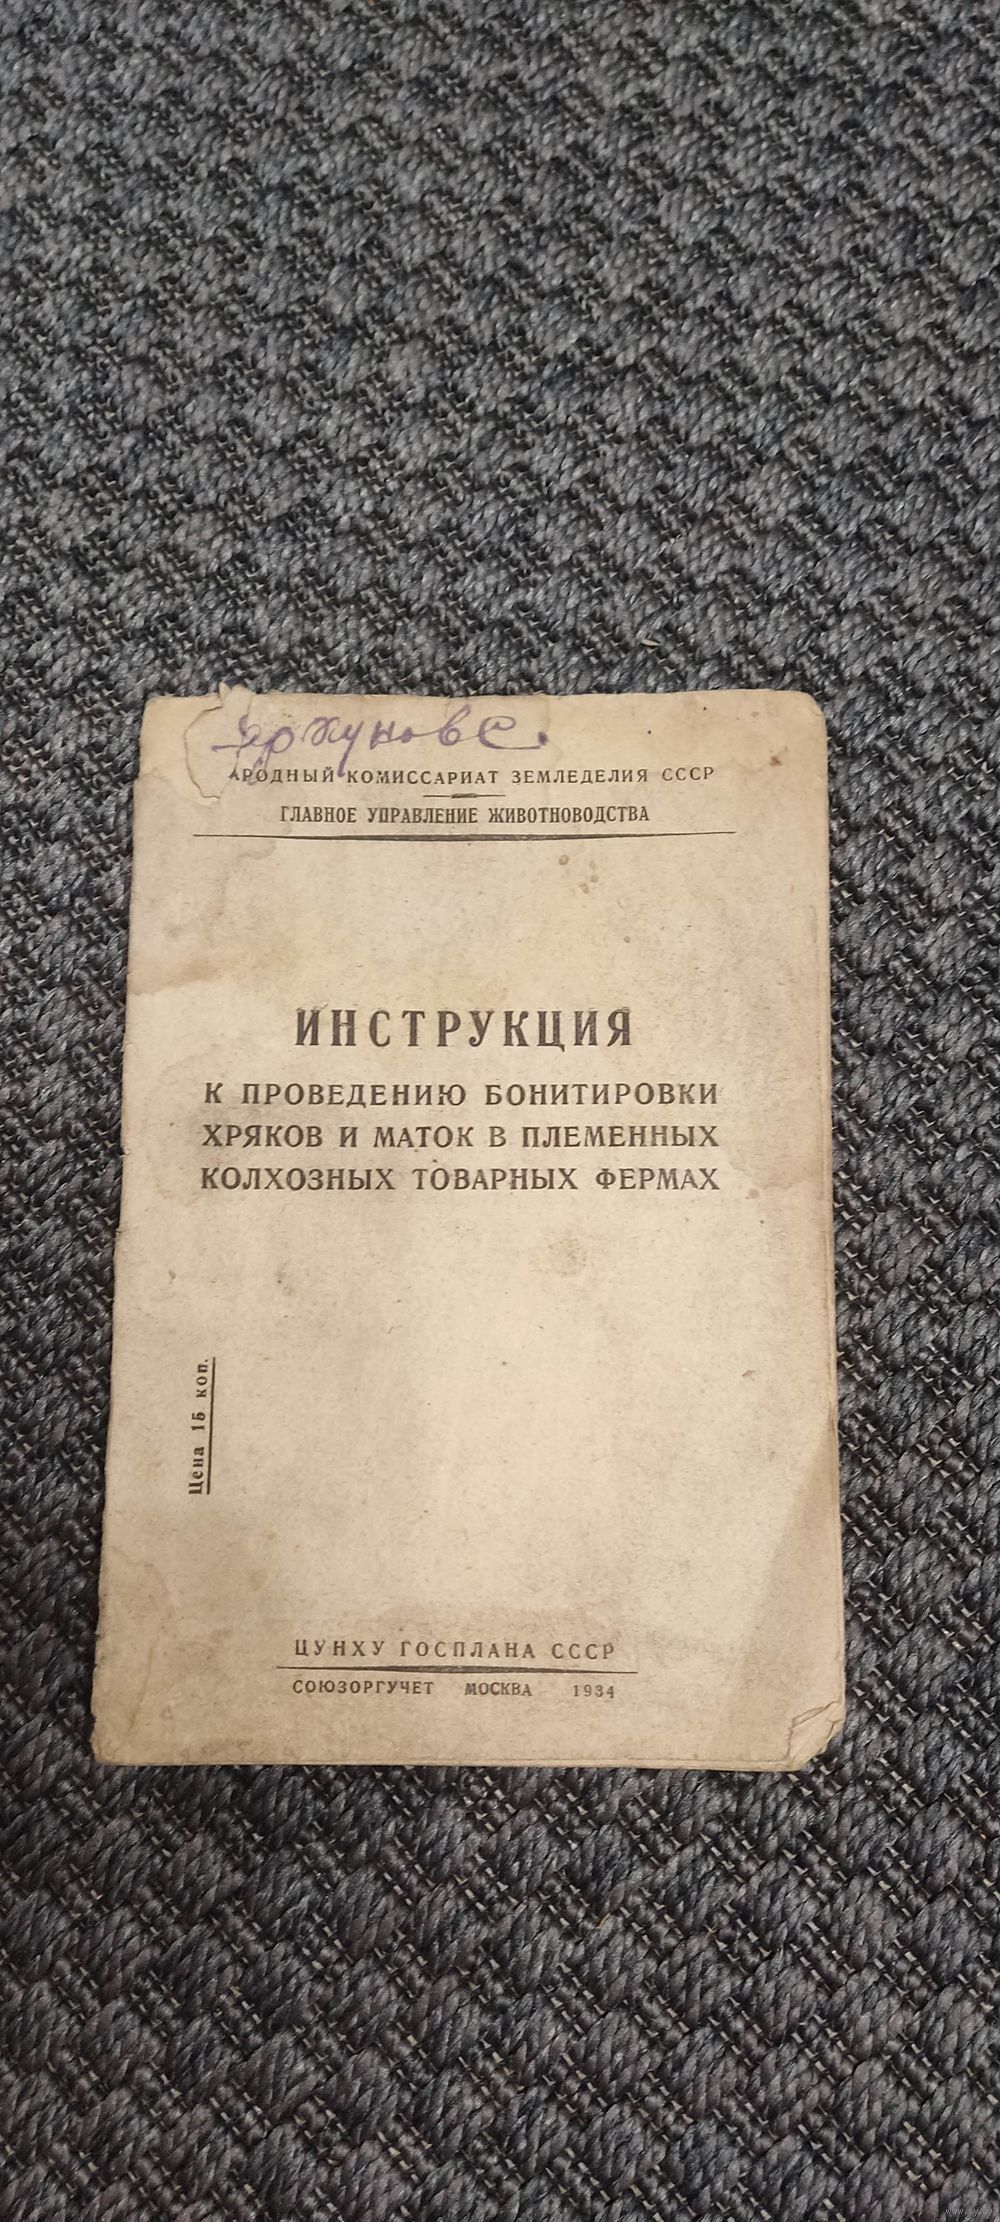 АРОДНЫЙ КОМИССАРИАТ ЗЕМЛЕДЕЛИЯ СССР
ГЛАВНОЕ УПРАВЛЕНИЕ ЖИВОТНОВОДСТВА
ИНСТРУКЦИЯ
К ПРОВЕДЕНИЮ БОНИТИРОВКИ
ХРЯКОВ И МАТОК В ПЛЕМЕННЫХ
КОЛХОЗНЫХ ТОВАРНЫХ ФЕРМАХ
Цена 15 коп.
ЦУНХУ ГОСПЛАНА СССР
СОЮЗОРГУЧЕТ МОСКВА 1934